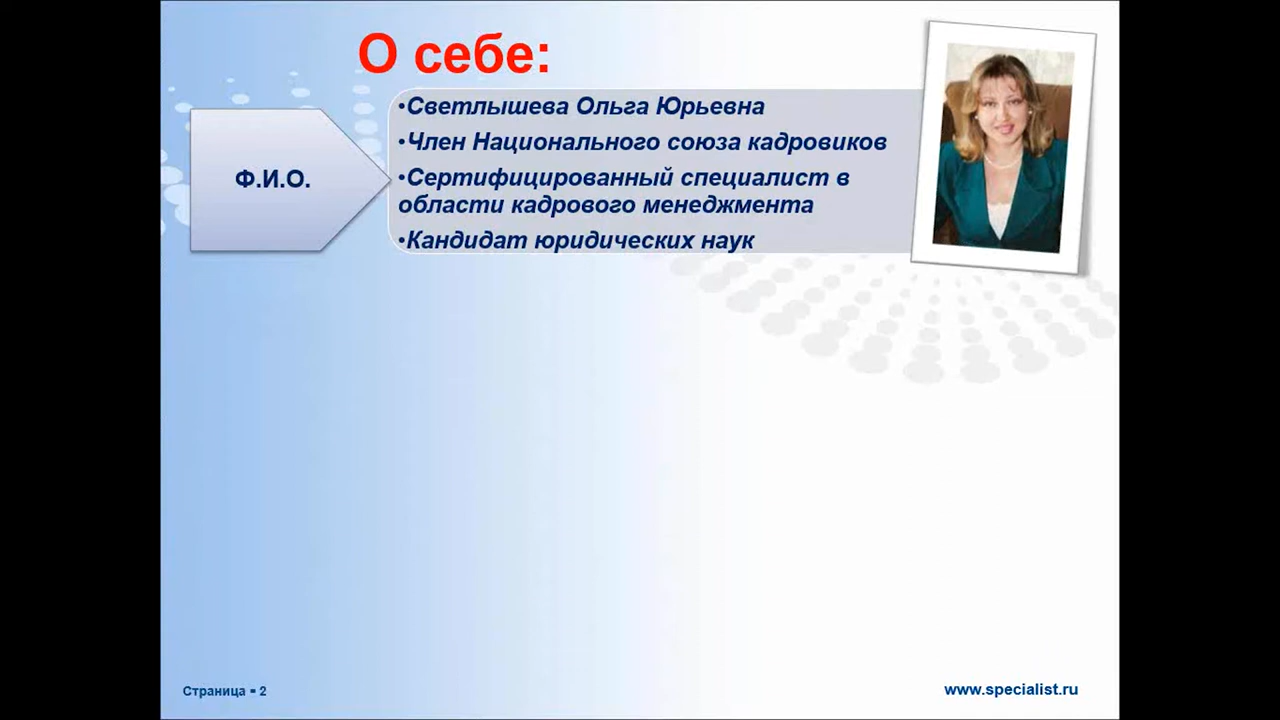 О себе:
Ф.И.О.
•Светлышева Ольга Юрьевна
•Член Национального союза кадровиков
•Сертифицированный специалист в
области кадрового менеджмента
•Кандидат юридических наук
Страница ▪ 2
www.specialist.ru